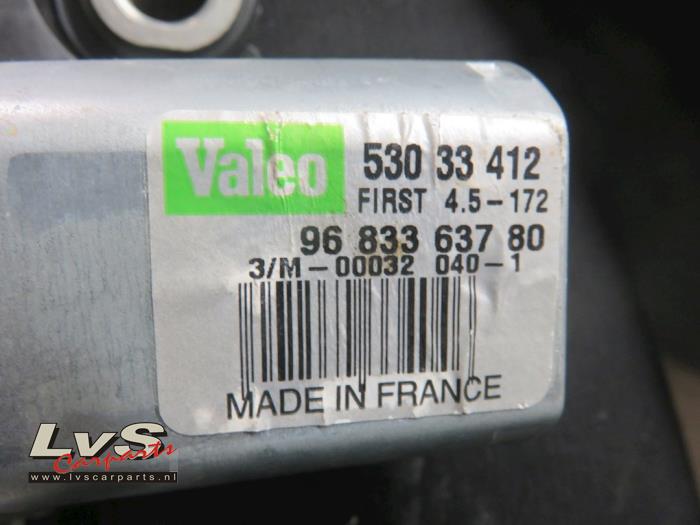 Valeo
530 33 412
FIRST 4.5-172
96 833 637 80
3/M-00032 040-1
MADE IN FRANCE
LvS
Carparts
www.lvscarparts.nl